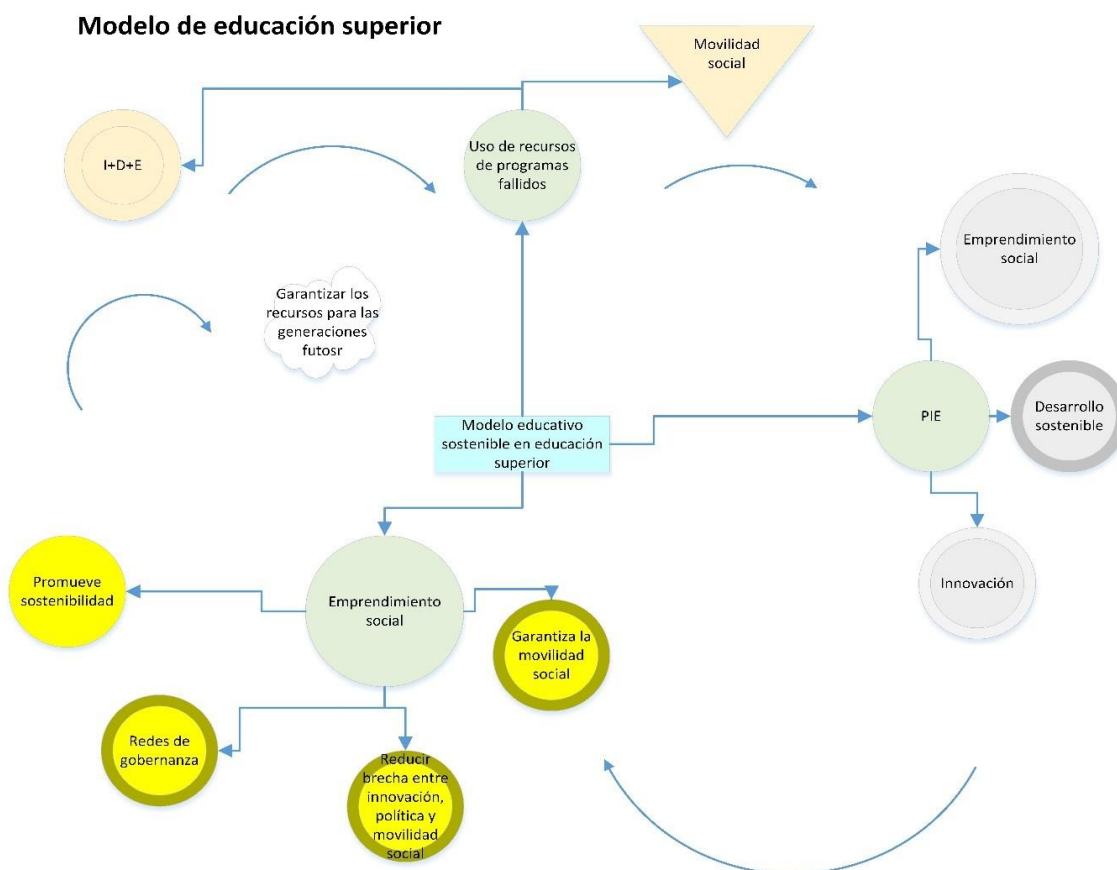 Modelo de educación superior
Movilidad
social
I+D+E
Uso de recursos
de programas
fallidos
Emprendimiento
social
Garantizar los
recursos para las
generaciones
futosr
Modelo educativo
sostenible en educación
superior
PIE
Desarrollo
sostenible
Innovación
Promueve
sostenibilidad
Emprendimiento
social
Garantiza la
movilidad
social
Redes de
gobernanza
Reducir
brecha entre
innovación,
política y
movilidad
social